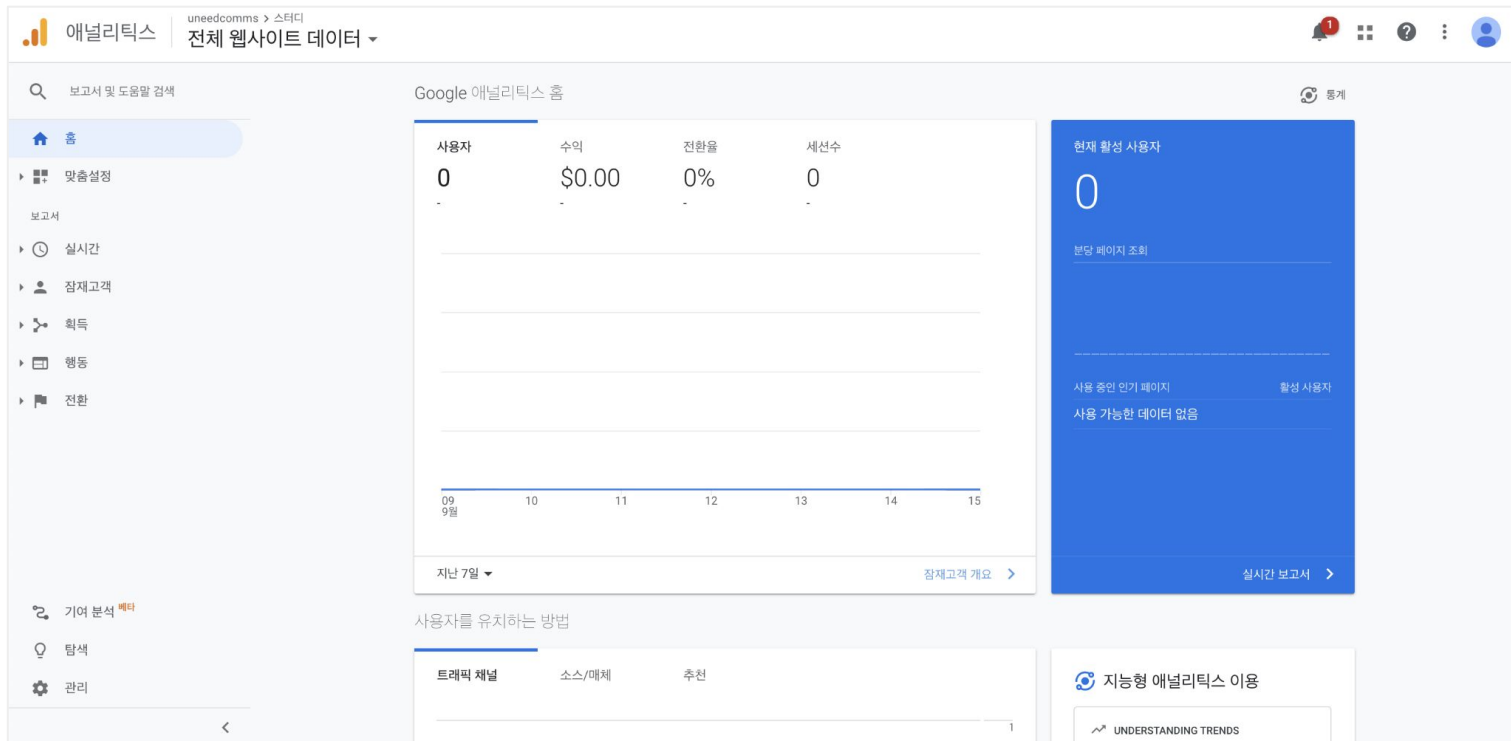 애널리틱스
uneedcomms > 스터디
전체 웹사이트 데이터
1
보고서 및 도움말 검색
홈
맞춤설정
보고서
실시간
잠재고객
획득
행동
전환
기여 분석 베타
탐색
관리
Google 애널리틱스 홈
통계
사용자 수익 전환율 세션수
0 $0.00 0% 0
- - - -
09 10 11 12 13 14 15
9월
지난 7일 잠재고객 개요
현재 활성 사용자
0
분당 페이지 조회
사용 중인 인기 페이지 활성 사용자
사용 가능한 데이터 없음
실시간 보고서
사용자를 유치하는 방법
트래픽 채널 소스/매체 추천
1
지능형 애널리틱스 이용
UNDERSTANDING TRENDS